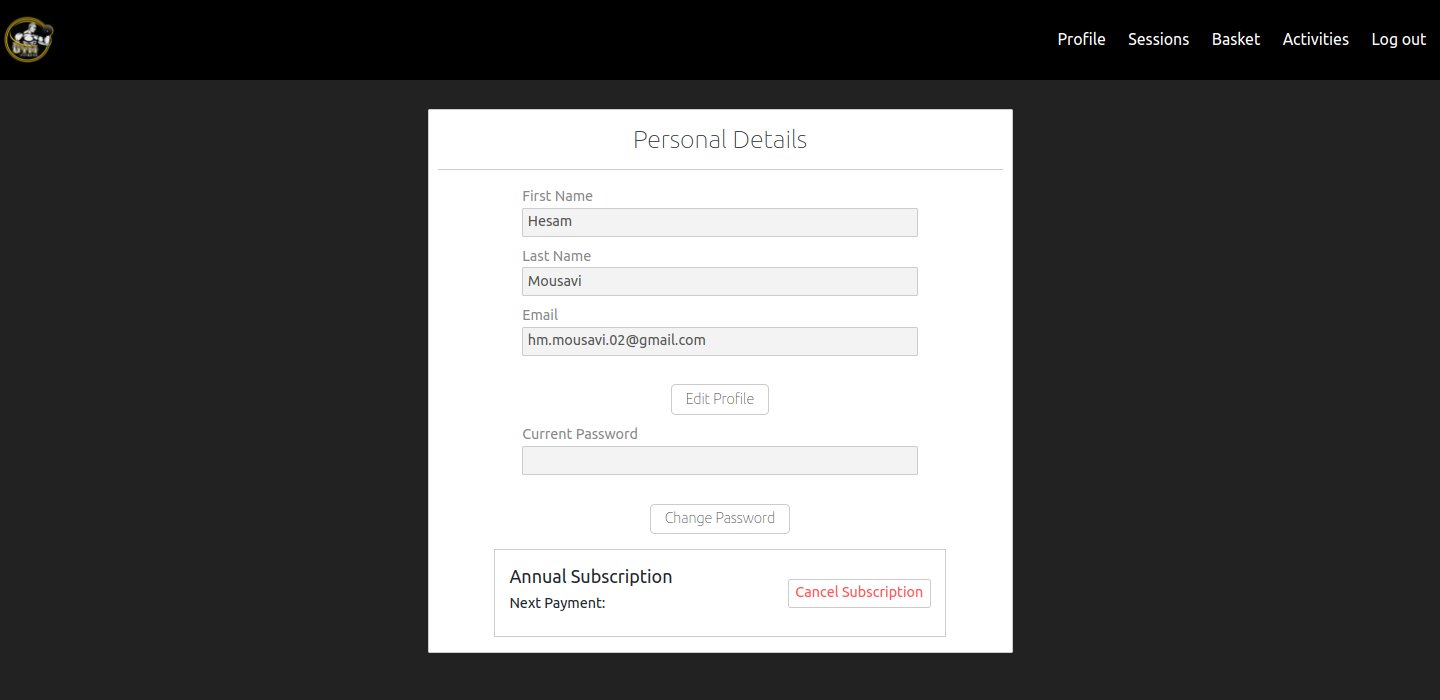 GYM
Profile Sessions Basket Activities Log out
Personal Details
First Name
Hesam
Last Name
Mousavi
Email
hm.mousavi.02@gmail.com
Edit Profile
Current Password
Change Password
Annual Subscription
Next Payment:
Cancel Subscription